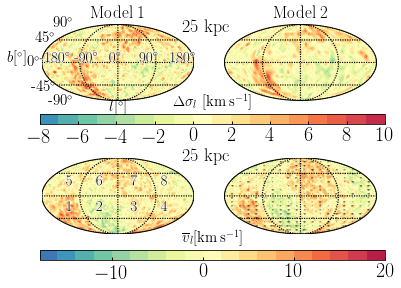 Model 1 Model 2
90°
25 kpc
45°
b[°] 0° -180° -90° 0° 90° 180°
-45°
-90°
l[°] Δσ_l [km s⁻¹]
-8 -6 -4 -2 0 2 4 6 8 10
25 kpc
5 6 7 8
1 2 3 4
v̅_l[km s⁻¹]
-10 0 10 20